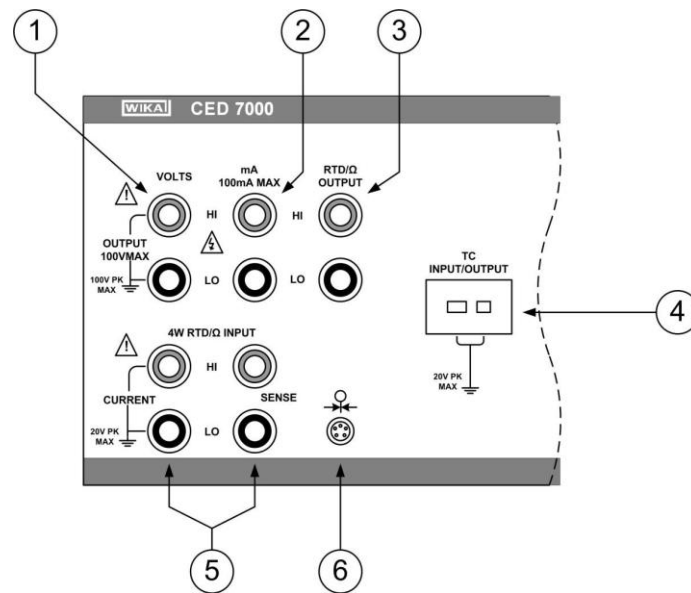 1
2
3
WIKA CED 7000
VOLTS
mA
100mA MAX
RTD/Ω
OUTPUT
HI
HI
OUTPUT
100VMAX
TC
INPUT/OUTPUT
100V PK
MAX
LO
LO
4
4W RTD/Ω INPUT
HI
20V PK
MAX
CURRENT
SENSE
20V PK
MAX
LO
5
6